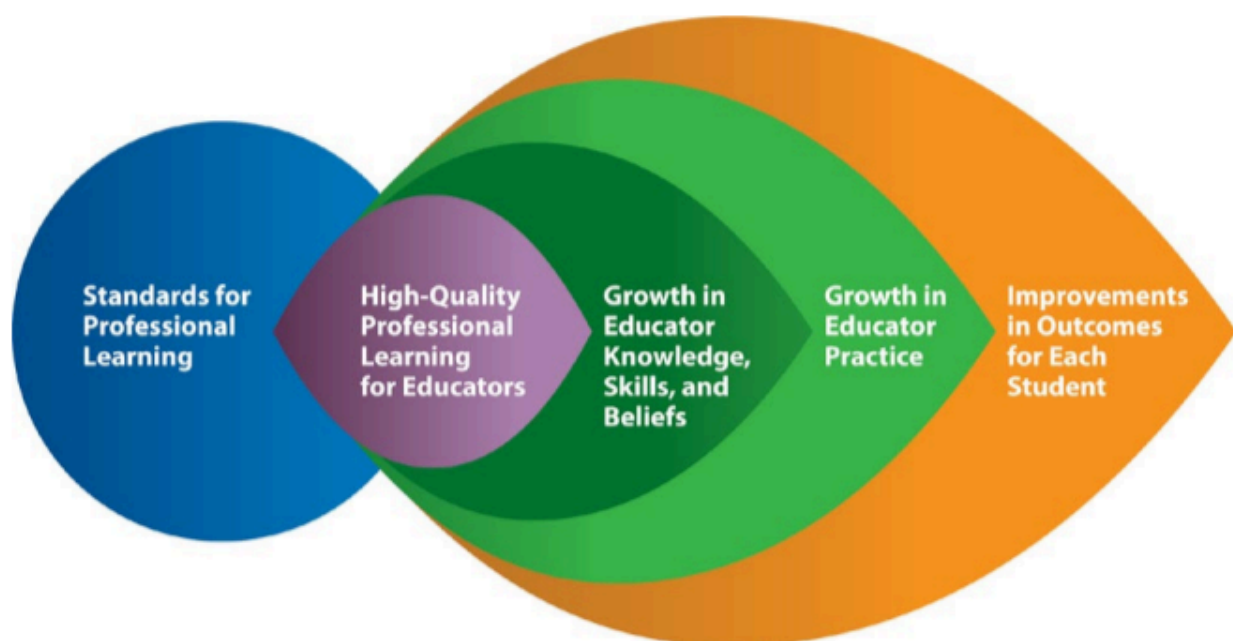 Standards for
Professional
Learning
High-Quality
Professional
Learning
for Educators
Growth in
Educator
Knowledge,
Skills, and
Beliefs
Growth in
Educator
Practice
Improvements
in Outcomes
for Each
Student